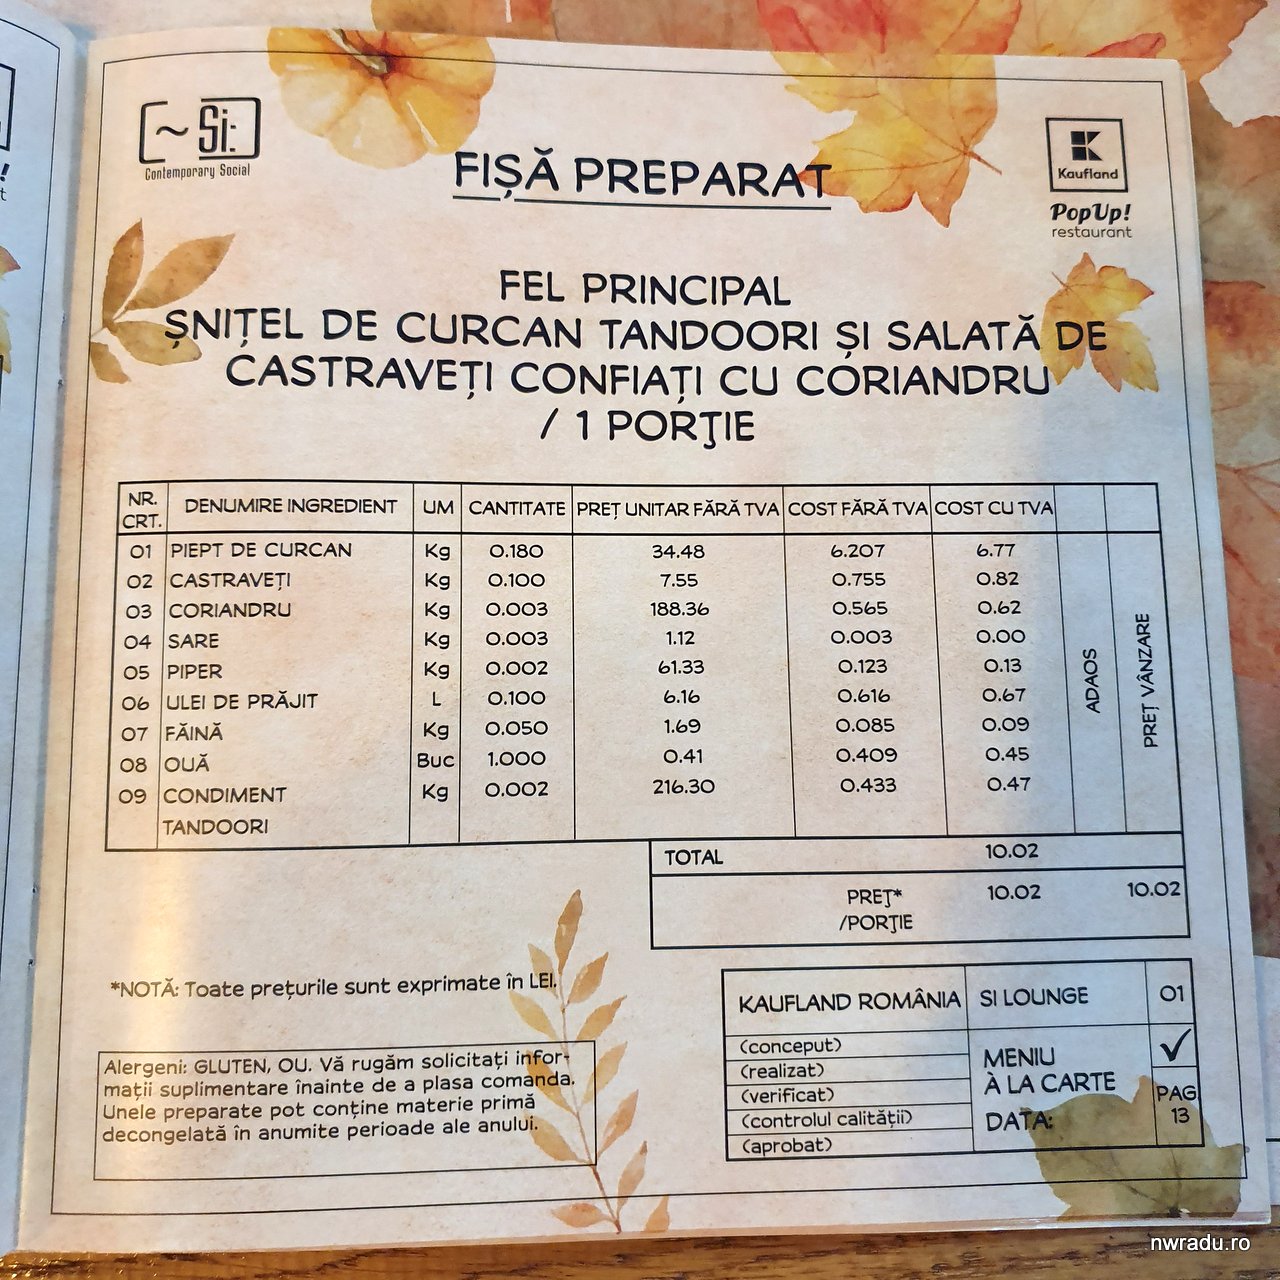 ~ Si:
Contemporary Social
FIȘĂ PREPARAT
Kaufland
PopUp!
restaurant
FEL PRINCIPAL
ȘNIȚEL DE CURCAN TANDOORI ȘI SALATĂ DE
CASTRAVEȚI CONFIAȚI CU CORIANDRU
/ 1 PORŢIE
NR. CRT. DENUMIRE INGREDIENT UM CANTITATE PREȚ UNITAR FĂRĂ TVA COST FĂRĂ TVA COST CU TVA
01 PIEPT DE CURCAN Kg 0.180 34.48 6.207 6.77
02 CASTRAVEȚI Kg 0.100 7.55 0.755 0.82
03 CORIANDRU Kg 0.003 188.36 0.565 0.62
04 SARE Kg 0.003 1.12 0.003 0.00
05 PIPER Kg 0.002 61.33 0.123 0.13
06 ULEI DE PRĂJIT L 0.100 6.16 0.616 0.67
07 FĂINĂ Kg 0.050 1.69 0.085 0.09
08 OUĂ Buc 1.000 0.41 0.409 0.45
09 CONDIMENT Kg 0.002 216.30 0.433 0.47
TANDOORI
ADAOS
PREȚ VÂNZARE
TOTAL 10.02
PREŢ* 10.02 10.02
/PORŢIE
*NOTĂ: Toate prețurile sunt exprimate în LEI.
Alergeni: GLUTEN, OU. Vă rugăm solicitați infor-
mații suplimentare înainte de a plasa comanda.
Unele preparate pot conține materie primă
decongelată în anumite perioade ale anului.
KAUFLAND ROMÂNIA SI LOUNGE 01
(conceput)
(realizat)
(verificat)
(controlul calității)
(aprobat)
MENIU
À LA CARTE
DATA:
PAG
13
nwradu.ro